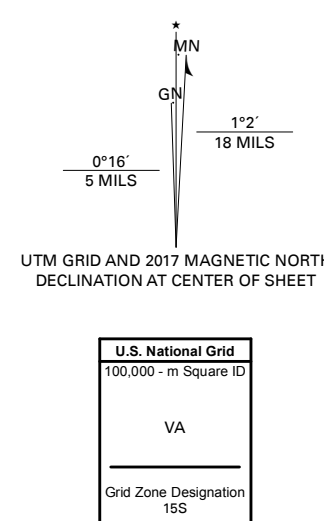 ★
MN
GN
1°2´
18 MILS
0°16´
5 MILS
UTM GRID AND 2017 MAGNETIC NORTH
DECLINATION AT CENTER OF SHEET
U.S. National Grid
100,000 - m Square ID
VA
Grid Zone Designation
15S